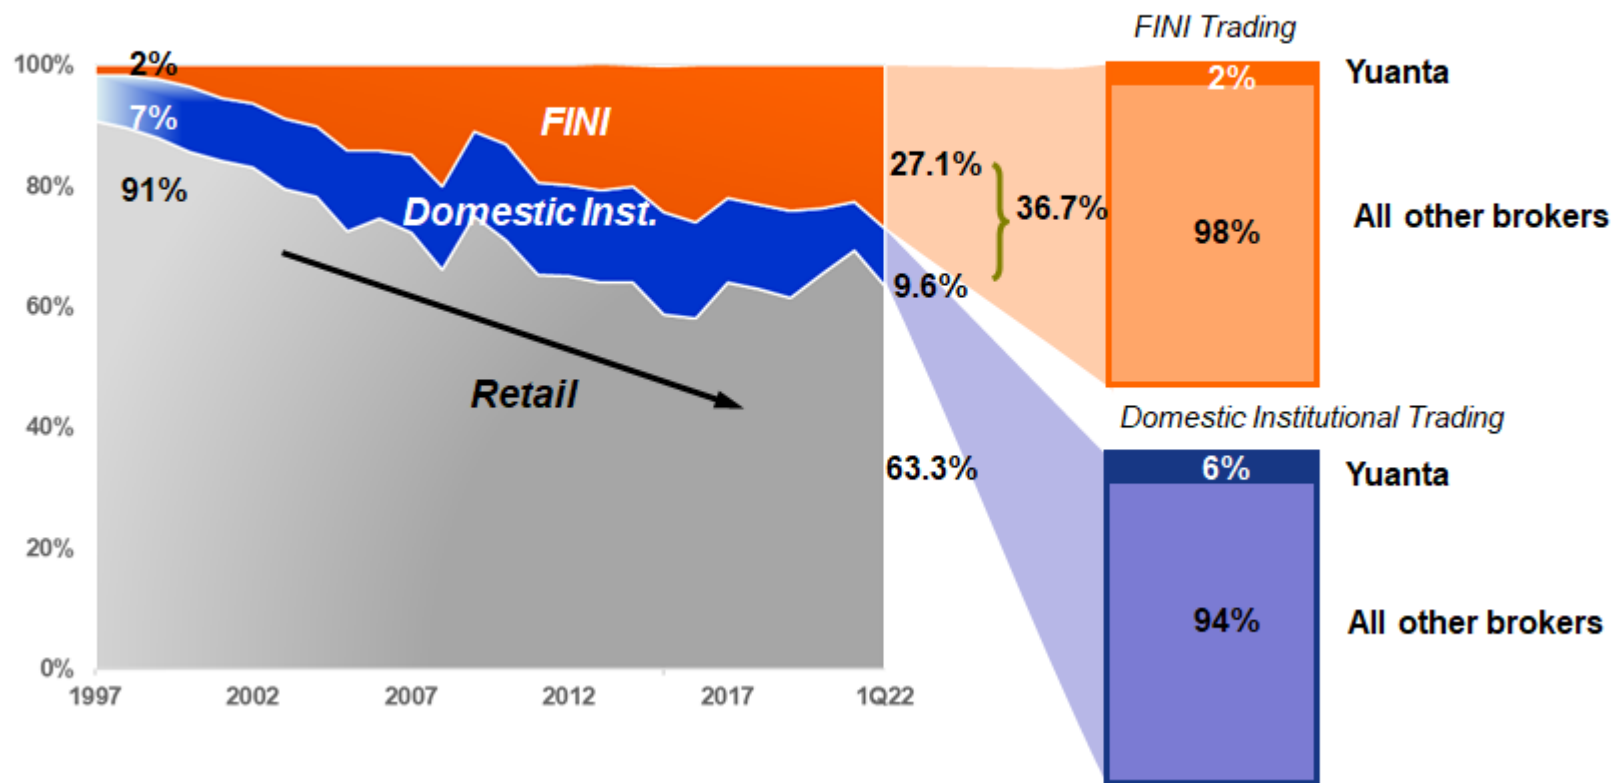 FINI Trading
100%
2%
2%
Yuanta
7%
FINI
80%
91%
27.1%
Domestic Inst.
36.7%
98%
All other brokers
60%
9.6%
Retail
40%
Domestic Institutional Trading
63.3%
6%
Yuanta
20%
94%
All other brokers
0%
1997
2002
2007
2012
2017
1Q22